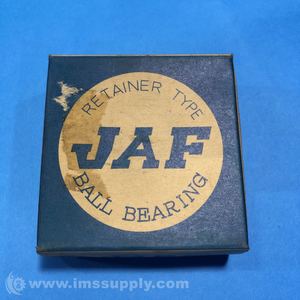 RETAINER TYPE
JAF
BALL BEARING
© www.imssupply.com